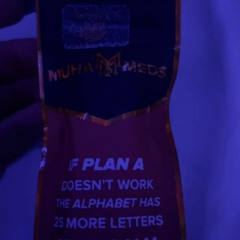 MUHA MEDS
IF PLAN A
DOESN'T WORK
THE ALPHABET HAS
25 MORE LETTERS